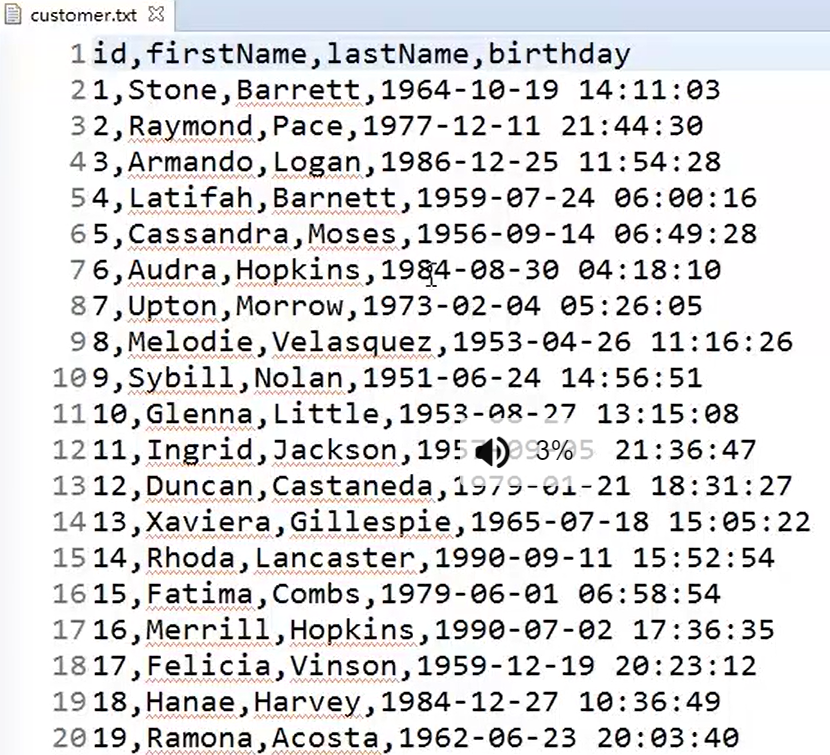 customer.txt
1 id,firstName,lastName,birthday
2 1,Stone,Barrett,1964-10-19 14:11:03
3 2,Raymond,Pace,1977-12-11 21:44:30
4 3,Armando,Logan,1986-12-25 11:54:28
5 4,Latifah,Barnett,1959-07-24 06:00:16
6 5,Cassandra,Moses,1956-09-14 06:49:28
7 6,Audra,Hopkins,1984-08-30 04:18:10
8 7,Upton,Morrow,1973-02-04 05:26:05
9 8,Melodie,Velasquez,1953-04-26 11:16:26
10 9,Sybill,Nolan,1951-06-24 14:56:51
11 10,Glenna,Little,1953-08-27 13:15:08
12 11,Ingrid,Jackson,1957-09-05 21:36:47
3%
13 12,Duncan,Castaneda,1979-01-21 18:31:27
14 13,Xaviera,Gillespie,1965-07-18 15:05:22
15 14,Rhoda,Lancaster,1990-09-11 15:52:54
16 15,Fatima,Combs,1979-06-01 06:58:54
17 16,Merrill,Hopkins,1990-07-02 17:36:35
18 17,Felicia,Vinson,1959-12-19 20:23:12
19 18,Hanae,Harvey,1984-12-27 10:36:49
20 19,Ramona,Acosta,1962-06-23 20:03:40